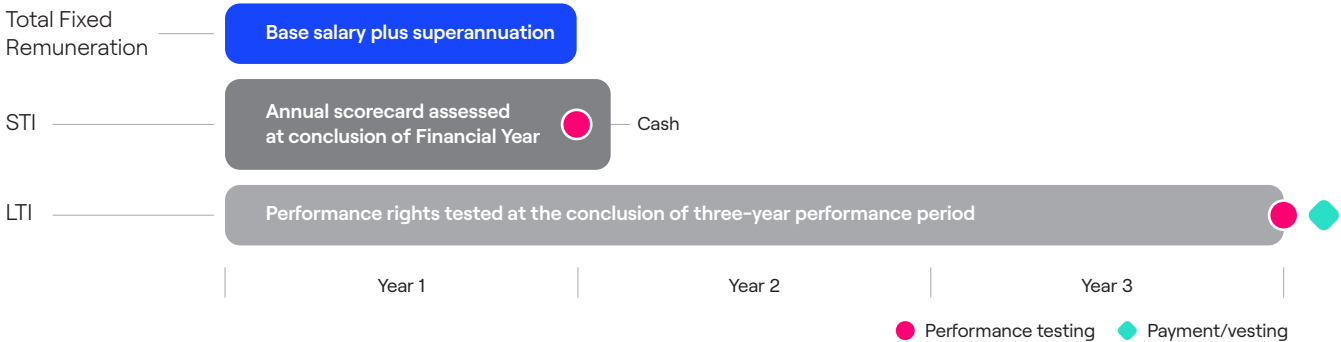 Total Fixed
Remuneration
Base salary plus superannuation
STI
Annual scorecard assessed
at conclusion of Financial Year
Cash
LTI
Performance rights tested at the conclusion of three-year performance period
Year 1
Year 2
Year 3
Performance testing
Payment/vesting